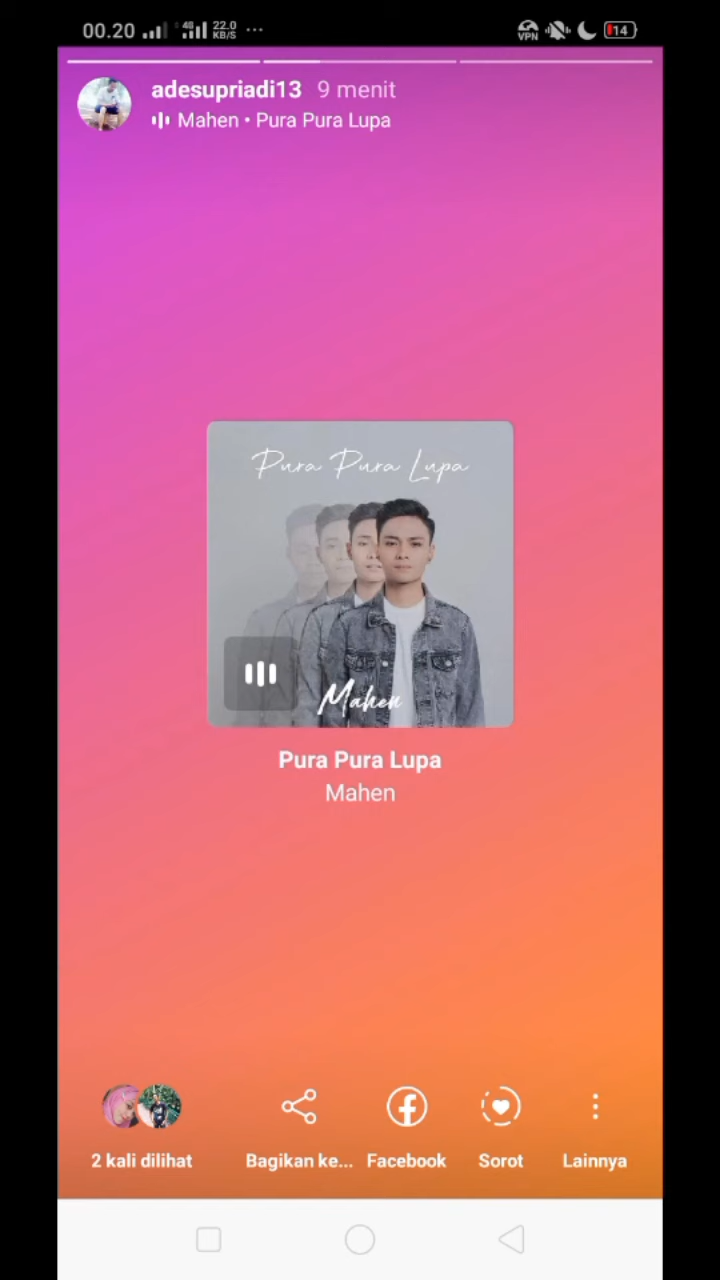 00.20 4G 22.0 KB/S ... VPN 14
adesupriadi13 9 menit
Mahen • Pura Pura Lupa
Pura Pura Lupa
Mahen
Pura Pura Lupa
Mahen
2 kali dilihat Bagikan ke... Facebook Sorot Lainnya